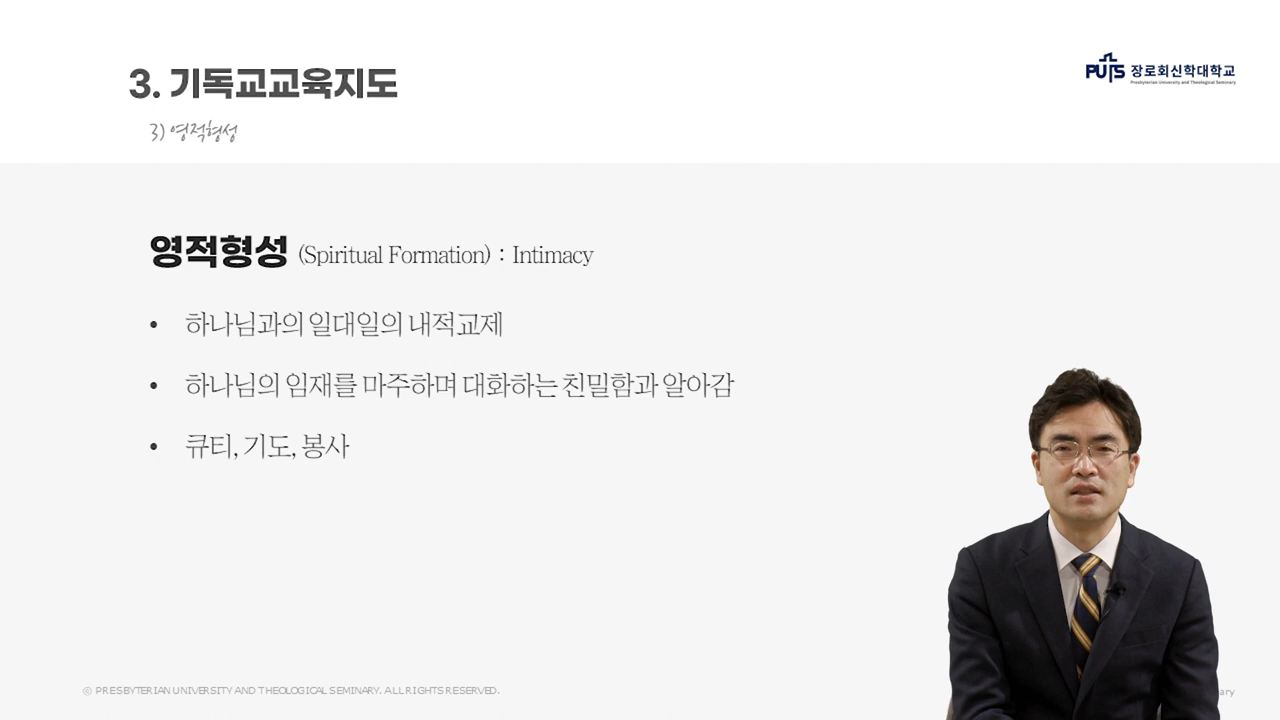 3. 기독교교육지도
PUTS 장로회신학대학교
Presbyterian University and Theological Seminary
3) 영적형성
영적형성 (Spiritual Formation) : Intimacy
• 하나님과의 일대일의 내적교제
• 하나님의 임재를 마주하며 대화하는 친밀함과 알아감
• 큐티, 기도, 봉사
© PRESBYTERIAN UNIVERSITY AND THEOLOGICAL SEMINARY. ALL RIGHTS RESERVED.
ary